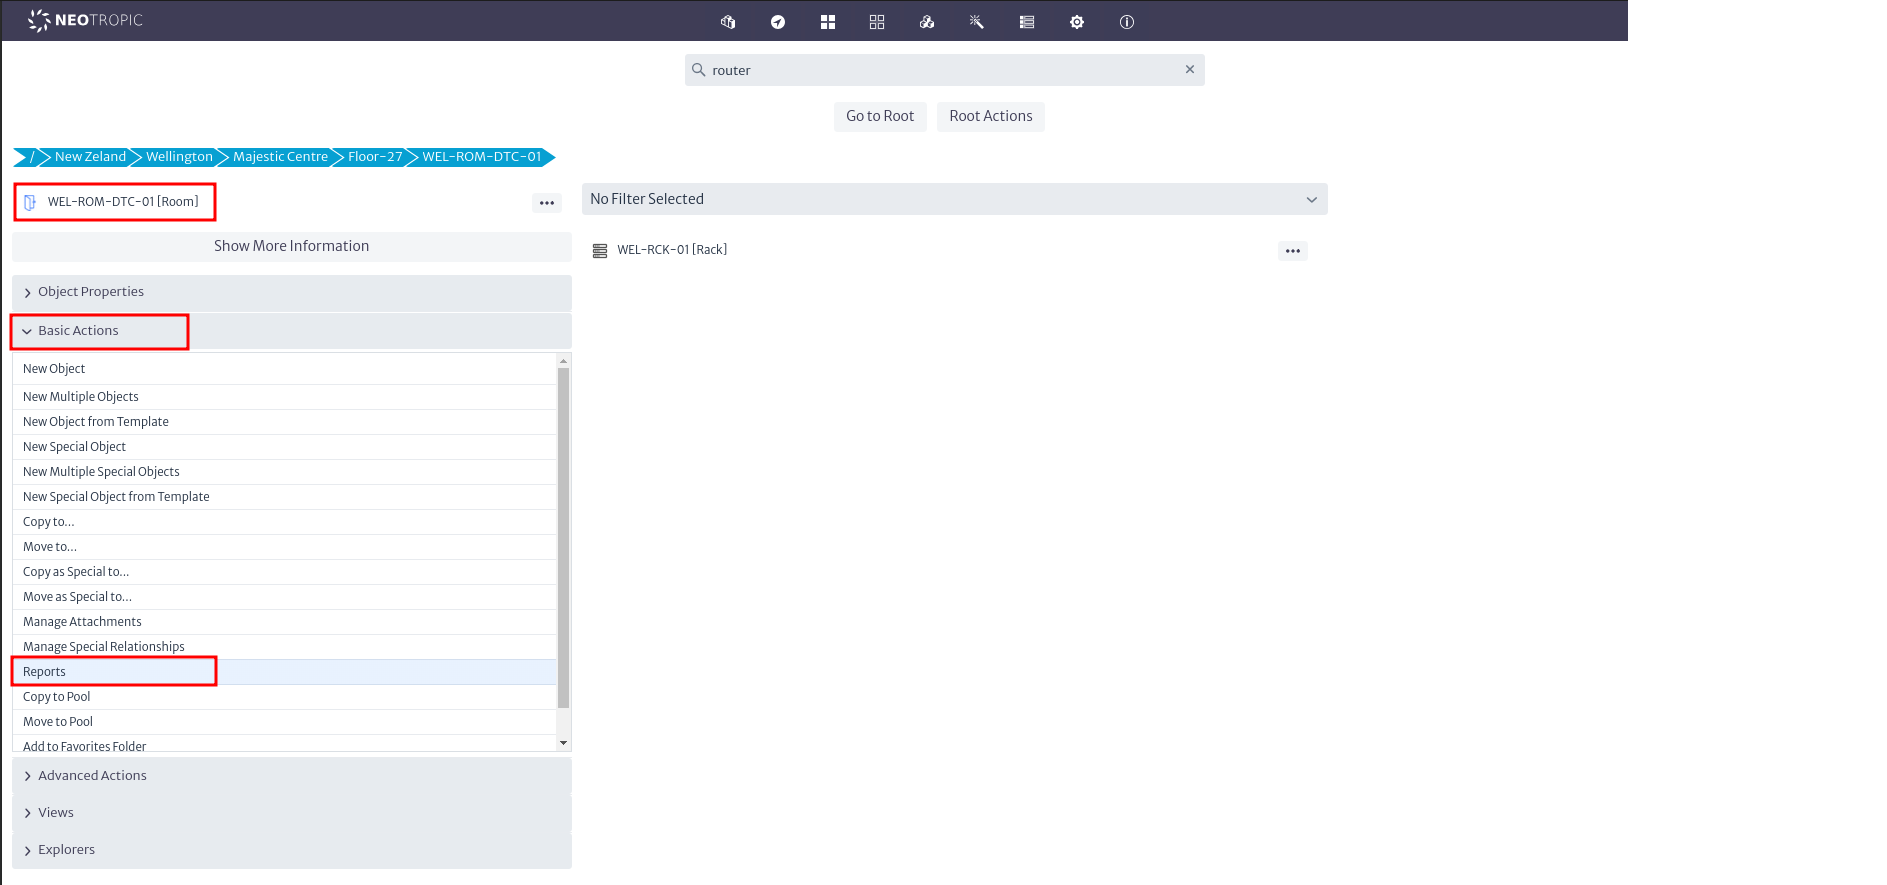 NEOTROPIC
router
Go to Root
Root Actions
/ New Zeland Wellington Majestic Centre Floor-27 WEL-ROM-DTC-01
WEL-ROM-DTC-01 [Room]
No Filter Selected
Show More Information
WEL-RCK-01 [Rack]
Object Properties
Basic Actions
New Object
New Multiple Objects
New Object from Template
New Special Object
New Multiple Special Objects
New Special Object from Template
Copy to...
Move to...
Copy as Special to...
Move as Special to...
Manage Attachments
Manage Special Relationships
Reports
Copy to Pool
Move to Pool
Add to Favorites Folder
Advanced Actions
Views
Explorers